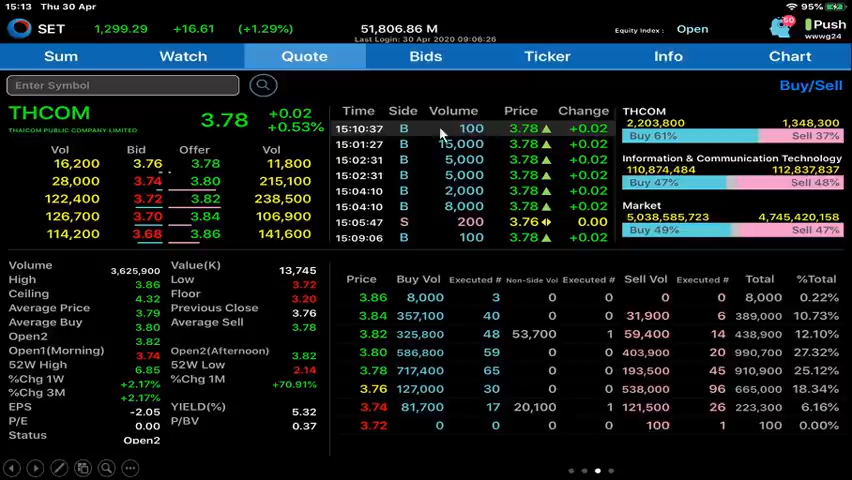 15:13 Thu 30 Apr 95%
SET 1,299.29 +16.61 (+1.29%) 51,806.86 M Equity Index : Open 50 Push
Last Login: 30 Apr 2020 09:06:26 wwwg24
Sum Watch Quote Bids Ticker Info Chart
Enter Symbol Buy/Sell
THCOM 3.78 +0.02
THAICOM PUBLIC COMPANY LIMITED +0.53%
Vol Bid Offer Vol
16,200 3.76 3.78 11,800
28,000 3.74 3.80 215,100
122,400 3.72 3.82 238,500
126,700 3.70 3.84 106,900
114,200 3.68 3.86 141,600
Time Side Volume Price Change
15:10:37 B 100 3.78 +0.02
15:01:27 B 15,000 3.78 +0.02
15:02:31 B 5,000 3.78 +0.02
15:02:31 B 5,000 3.78 +0.02
15:04:10 B 2,000 3.78 +0.02
15:04:10 B 8,000 3.78 +0.02
15:05:47 S 200 3.76 0.00
15:09:06 B 100 3.78 +0.02
THCOM
2,203,800 1,348,300
Buy 61% Sell 37%
Information & Communication Technology
110,874,484 112,837,837
Buy 47% Sell 48%
Market
5,038,585,723 4,745,420,158
Buy 49% Sell 47%
Volume 3,625,900 Value(K) 13,745
High 3.86 Low 3.72
Ceiling 4.32 Floor 3.20
Average Price 3.79 Previous Close 3.76
Average Buy 3.80 Average Sell 3.78
Open2 3.82
Open1(Morning) 3.74 Open2(Afternoon) 3.82
52W High 6.85 52W Low 2.14
%Chg 1W +2.17% %Chg 1M +70.91%
%Chg 3M +2.17%
EPS -2.05 YIELD(%) 5.32
P/E 0.00 P/BV 0.37
Status Open2
Price Buy Vol Executed # Non-Side Vol Executed # Sell Vol Executed # Total %Total
3.86 8,000 3 0 0 0 0 8,000 0.22%
3.84 357,100 40 0 0 31,900 6 389,000 10.73%
3.82 325,800 48 53,700 1 59,400 14 438,900 12.10%
3.80 586,800 59 0 0 403,900 20 990,700 27.32%
3.78 717,400 65 0 0 193,500 45 910,900 25.12%
3.76 127,000 30 0 0 538,000 96 665,000 18.34%
3.74 81,700 17 20,100 1 121,500 26 223,300 6.16%
3.72 0 0 0 0 100 1 100 0.00%